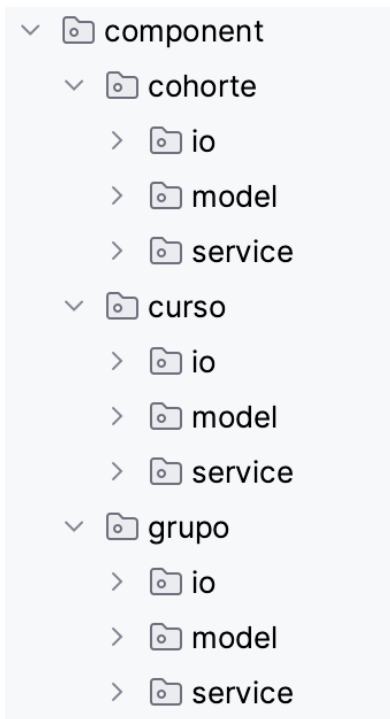 component
cohorte
io
model
service
curso
io
model
service
grupo
io
model
service